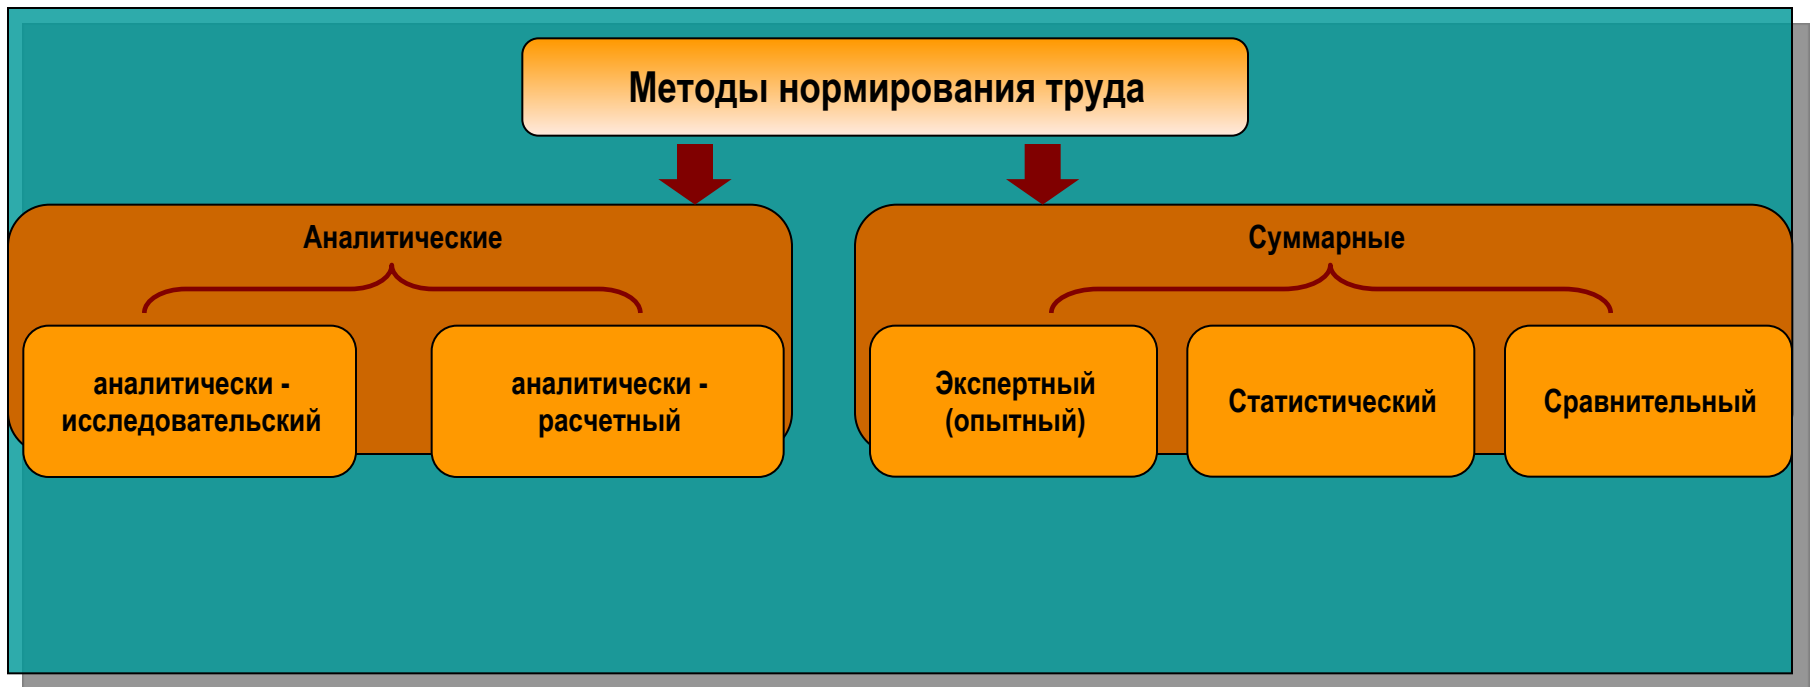 Методы нормирования труда
Аналитические
аналитически -
исследовательский
аналитически -
расчетный
Суммарные
Экспертный
(опытный)
Статистический
Сравнительный